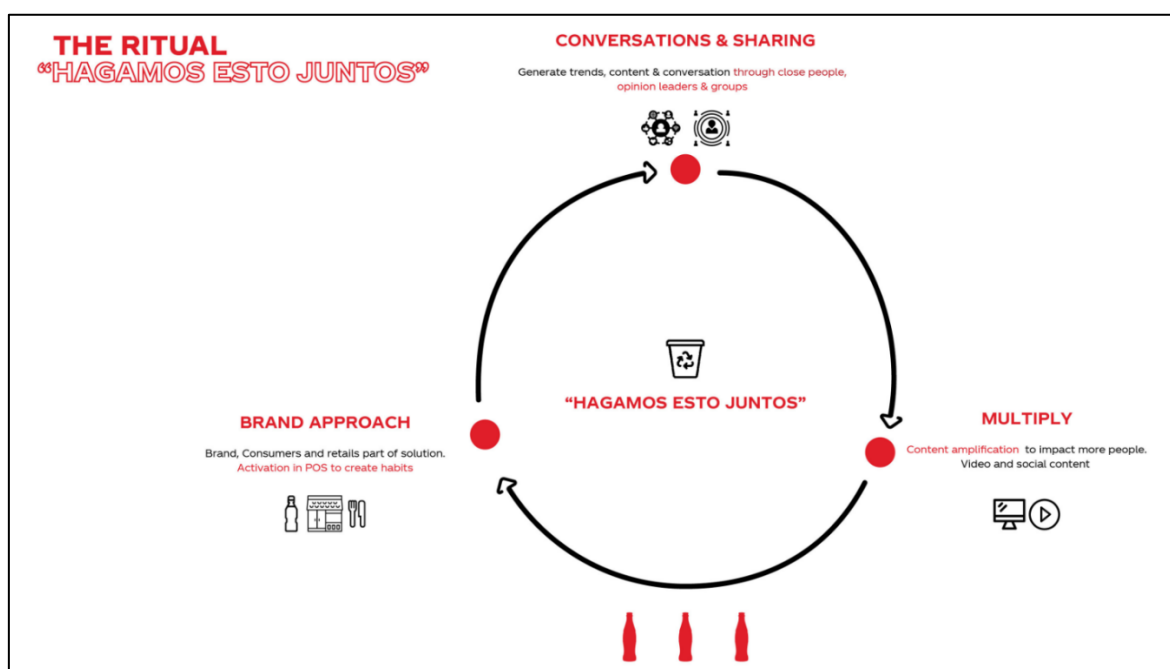 THE RITUAL
“HAGAMOS ESTO JUNTOS”
CONVERSATIONS & SHARING
Generate trends, content & conversation through close people,
opinion leaders & groups
“HAGAMOS ESTO JUNTOS”
BRAND APPROACH
Brand, Consumers and retails part of solution.
Activation in POS to create habits
MULTIPLY
Content amplification to impact more people.
Video and social content